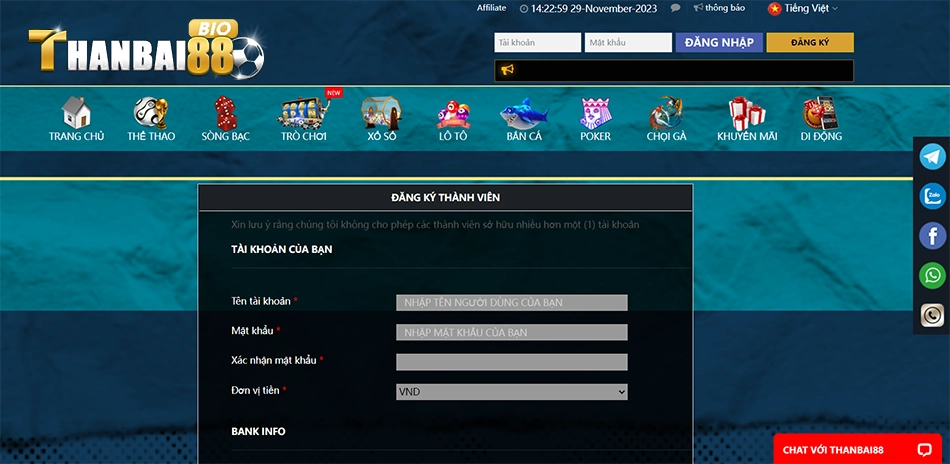 Affiliate 14:22:59 29-November-2023 thông báo Tiếng Việt
BIO
THANBAI88
Tài khoản Mật khẩu ĐĂNG NHẬP ĐĂNG KÝ
NEW
TRANG CHỦ THỂ THAO SÒNG BẠC TRÒ CHƠI XỔ SỐ LÔ TÔ BẮN CÁ POKER CHỌI GÀ KHUYẾN MÃI DI ĐỘNG
ĐĂNG KÝ THÀNH VIÊN
Xin lưu ý rằng chúng tôi không cho phép các thành viên sở hữu nhiều hơn một (1) tài khoản
TÀI KHOẢN CỦA BẠN
Tên tài khoản * NHẬP TÊN NGƯỜI DÙNG CỦA BẠN
Mật khẩu * NHẬP MẬT KHẨU CỦA BẠN
Xác nhận mật khẩu *
Đơn vị tiền * VND
BANK INFO
Zalo
CHAT VỚI THANBAI88